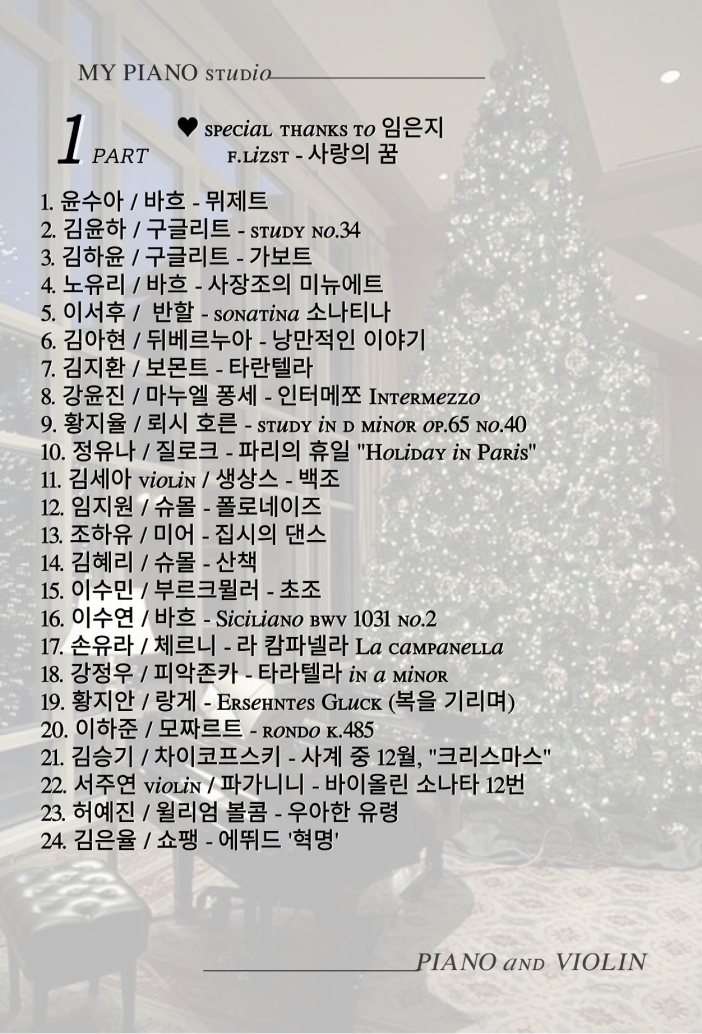 MY PIANO studio
1 PART
♥ special thanks to 임은지
F.Lizst - 사랑의 꿈
1. 윤수아 / 바흐 - 뮈제트
2. 김윤하 / 구글리트 - study no.34
3. 김하윤 / 구글리트 - 가보트
4. 노유리 / 바흐 - 사장조의 미뉴에트
5. 이서후 / 반할 - sonatina 소나티나
6. 김아현 / 뒤베르누아 - 낭만적인 이야기
7. 김지환 / 보몬트 - 타란텔라
8. 강윤진 / 마누엘 퐁세 - 인터메쪼 Intermezzo
9. 황지율 / 뢰시 호른 - study in d minor op.65 no.40
10. 정유나 / 질로크 - 파리의 휴일 "Holiday in Paris"
11. 김세아 violin / 생상스 - 백조
12. 임지원 / 슈몰 - 폴로네이즈
13. 조하유 / 미어 - 집시의 댄스
14. 김혜리 / 슈몰 - 산책
15. 이수민 / 부르크뮐러 - 초조
16. 이수연 / 바흐 - Siciliano bwv 1031 no.2
17. 손유라 / 체르니 - 라 캄파넬라 La campanella
18. 강정우 / 피악존카 - 타라텔라 in a minor
19. 황지안 / 랑게 - Ersehntes Gluck (복을 기리며)
20. 이하준 / 모짜르트 - rondo k.485
21. 김승기 / 차이코프스키 - 사계 중 12월, "크리스마스"
22. 서주연 violin / 파가니니 - 바이올린 소나타 12번
23. 허예진 / 윌리엄 볼콤 - 우아한 유령
24. 김은율 / 쇼팽 - 에뛰드 '혁명'
PIANO and VIOLIN